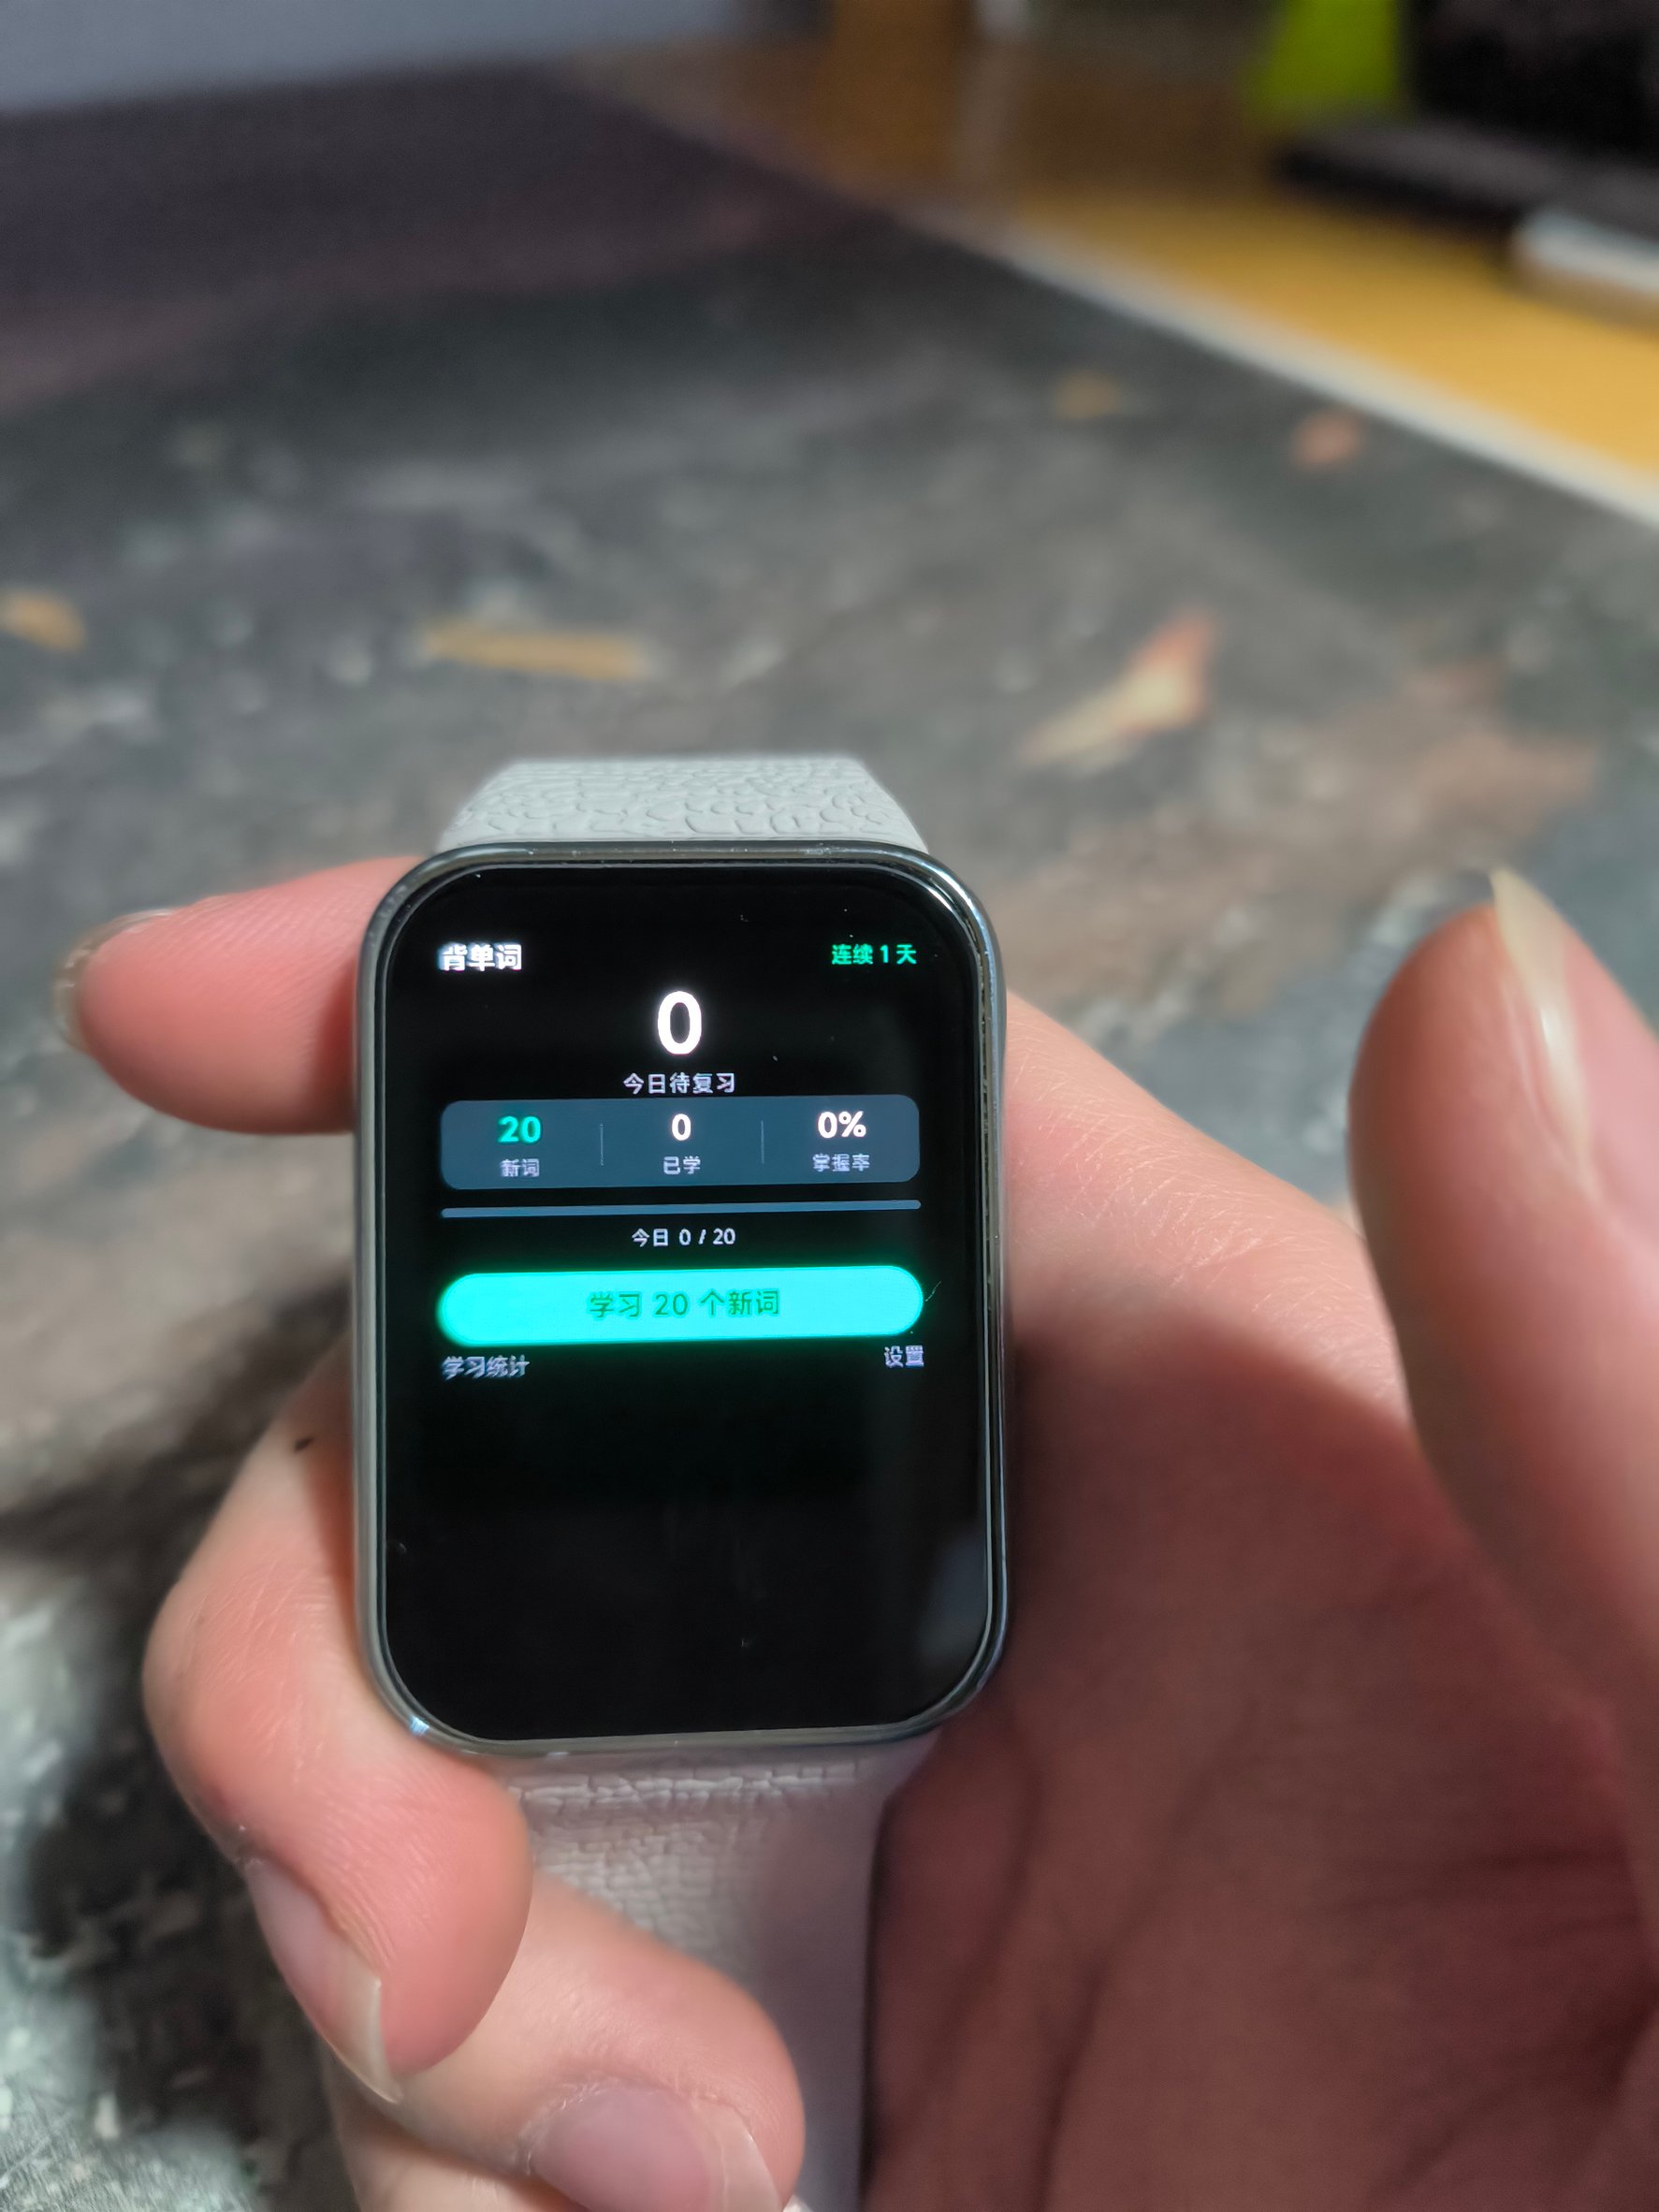 背单词 连续 1 天
0
今日待复习
20 0 0%
新词 已学 掌握率
今日 0 / 20
学习 20 个新词
学习统计 设置